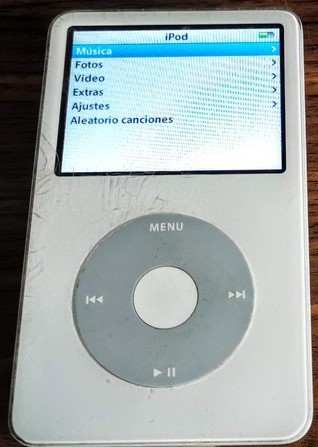 iPod
Música
Fotos
Vídeo
Extras
Ajustes
Aleatorio canciones
MENU